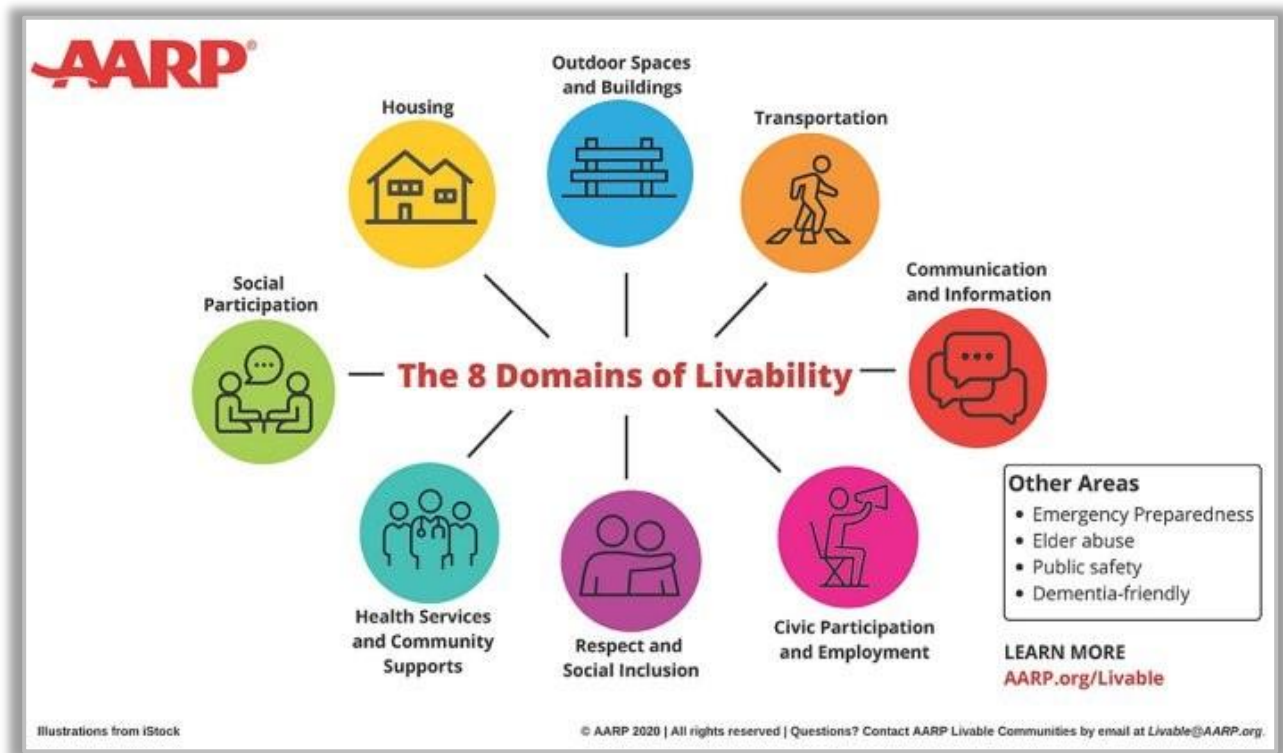 AARP®
Outdoor Spaces
and Buildings
Housing
Transportation
Social
Participation
Communication
and Information
The 8 Domains of Livability
Health Services
and Community
Supports
Respect and
Social Inclusion
Civic Participation
and Employment
Other Areas
• Emergency Preparedness
• Elder abuse
• Public safety
• Dementia-friendly
LEARN MORE
AARP.org/Livable
Illustrations from iStock
© AARP 2020 | All rights reserved | Questions? Contact AARP Livable Communities by email at Livable@AARP.org.